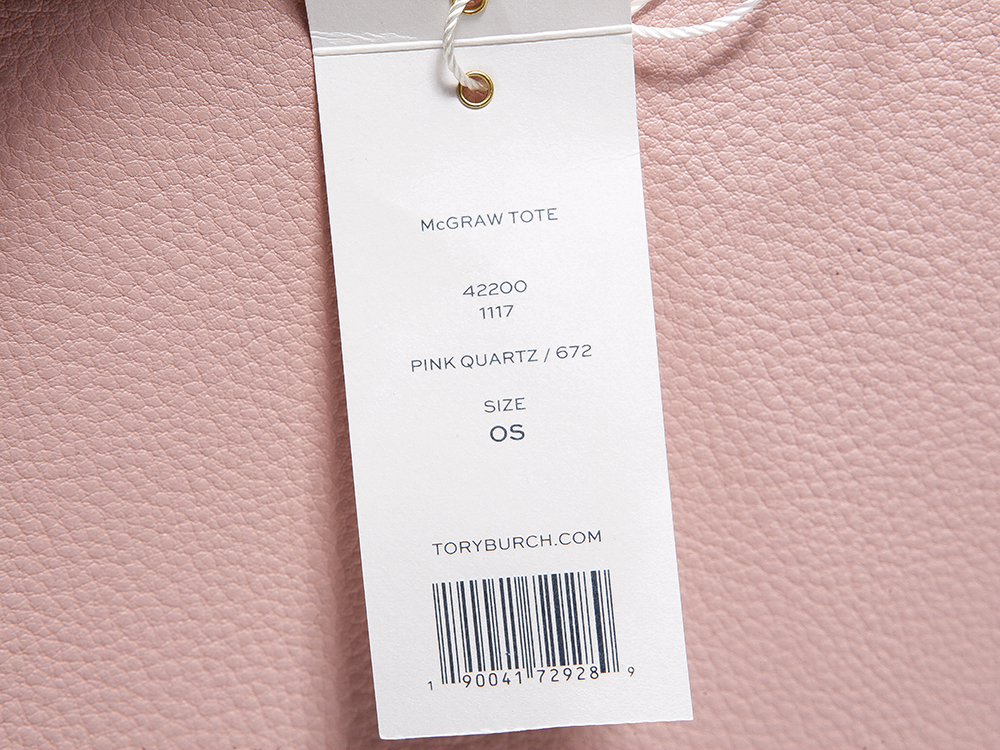 McGRAW TOTE
42200
1117
PINK QUARTZ / 672
SIZE
OS
TORYBURCH.COM
1 90041 72928 9